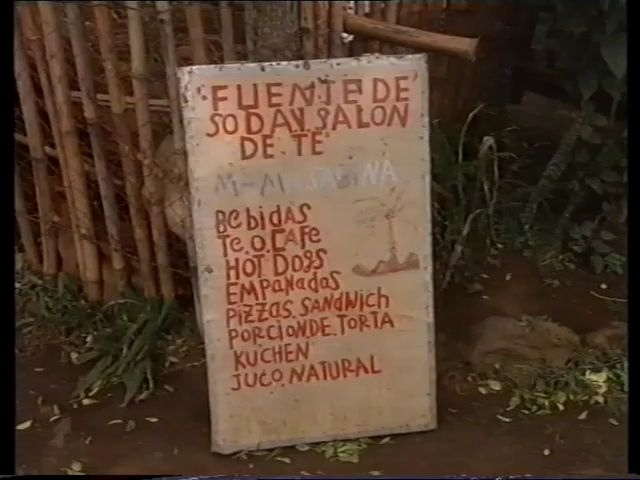 "FUENTE DE"
SODA Y SALON
DE. TE"
SABINA
BEbidAS
Te.O.CAFe
HOT DOgS
EMPANAdAS
PIZZAS. SANDWICH
PORCION DE.TORTA
KUCHEN
JUGO.NATURAL